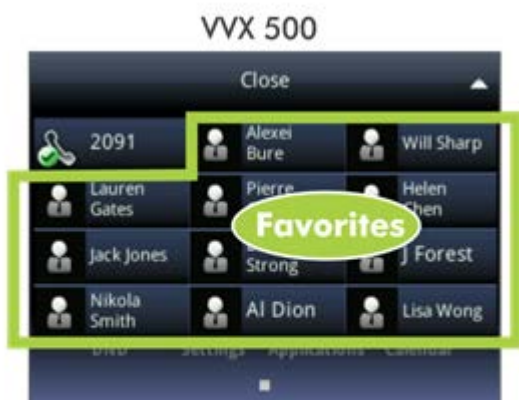 VVX 500
Close
2091
Alexei
Bure
Will Sharp
Lauren
Gates
Pierre
Helen
Chen
Favorites
Jack Jones
Strong
J Forest
Nikola
Smith
Al Dion
Lisa Wong
DND Settings Applications Calendar